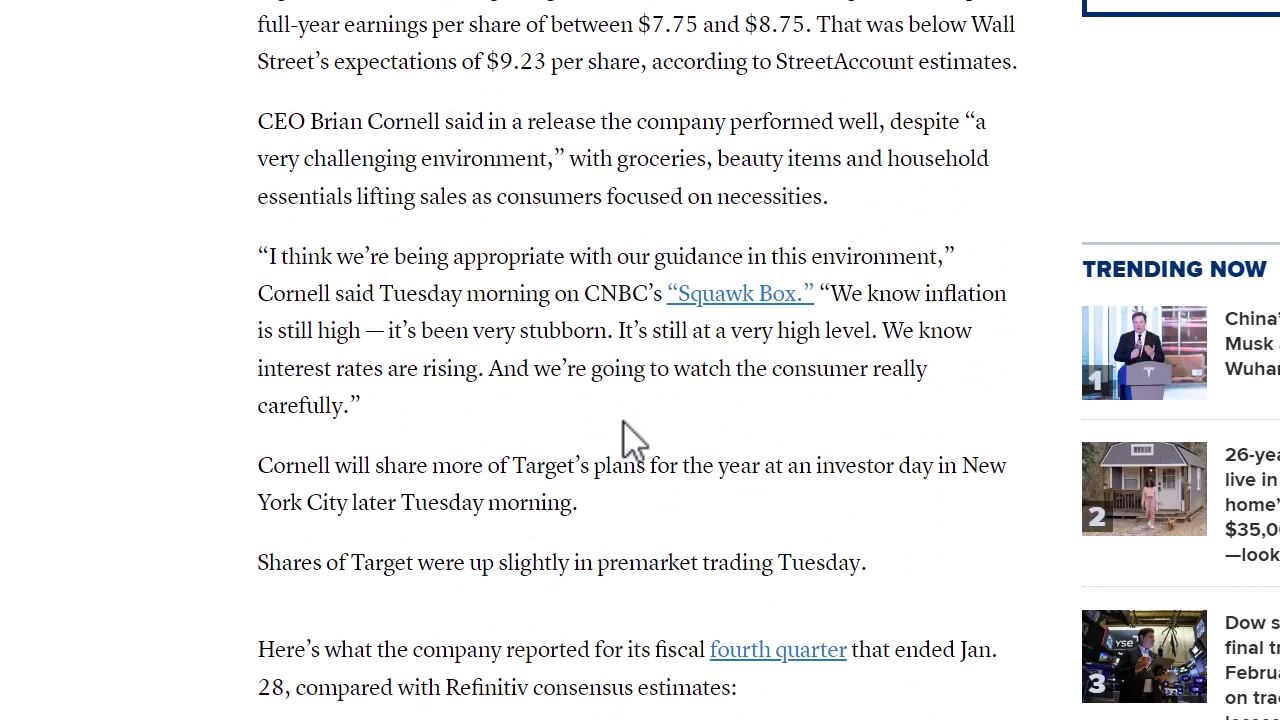 full-year earnings per share of between $7.75 and $8.75. That was below Wall
Street’s expectations of $9.23 per share, according to StreetAccount estimates.
CEO Brian Cornell said in a release the company performed well, despite “a
very challenging environment,” with groceries, beauty items and household
essentials lifting sales as consumers focused on necessities.
“I think we’re being appropriate with our guidance in this environment,”
Cornell said Tuesday morning on CNBC’s “Squawk Box.” “We know inflation
is still high — it’s been very stubborn. It’s still at a very high level. We know
interest rates are rising. And we’re going to watch the consumer really
carefully.”
Cornell will share more of Target’s plans for the year at an investor day in New
York City later Tuesday morning.
Shares of Target were up slightly in premarket trading Tuesday.
Here’s what the company reported for its fiscal fourth quarter that ended Jan.
28, compared with Refinitiv consensus estimates:
TRENDING NOW
1
China’
Musk
Wuha
2
26-yea
live in
home’
$35,0
—look
YSE
3
Dow s
final t
Februa
on tra